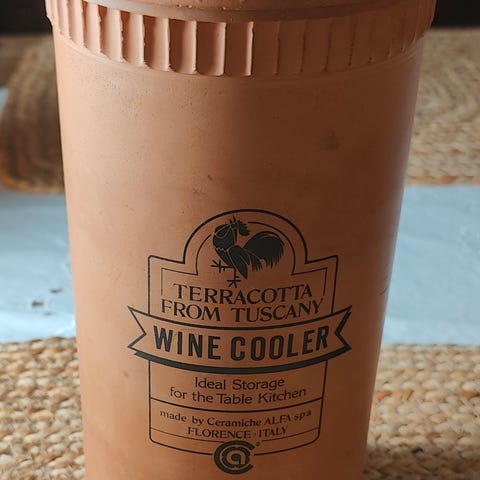 TERRACOTTA
FROM TUSCANY
WINE COOLER
Ideal Storage
for the Table Kitchen
made by Ceramiche ALFA spa
FLORENCE · ITALY